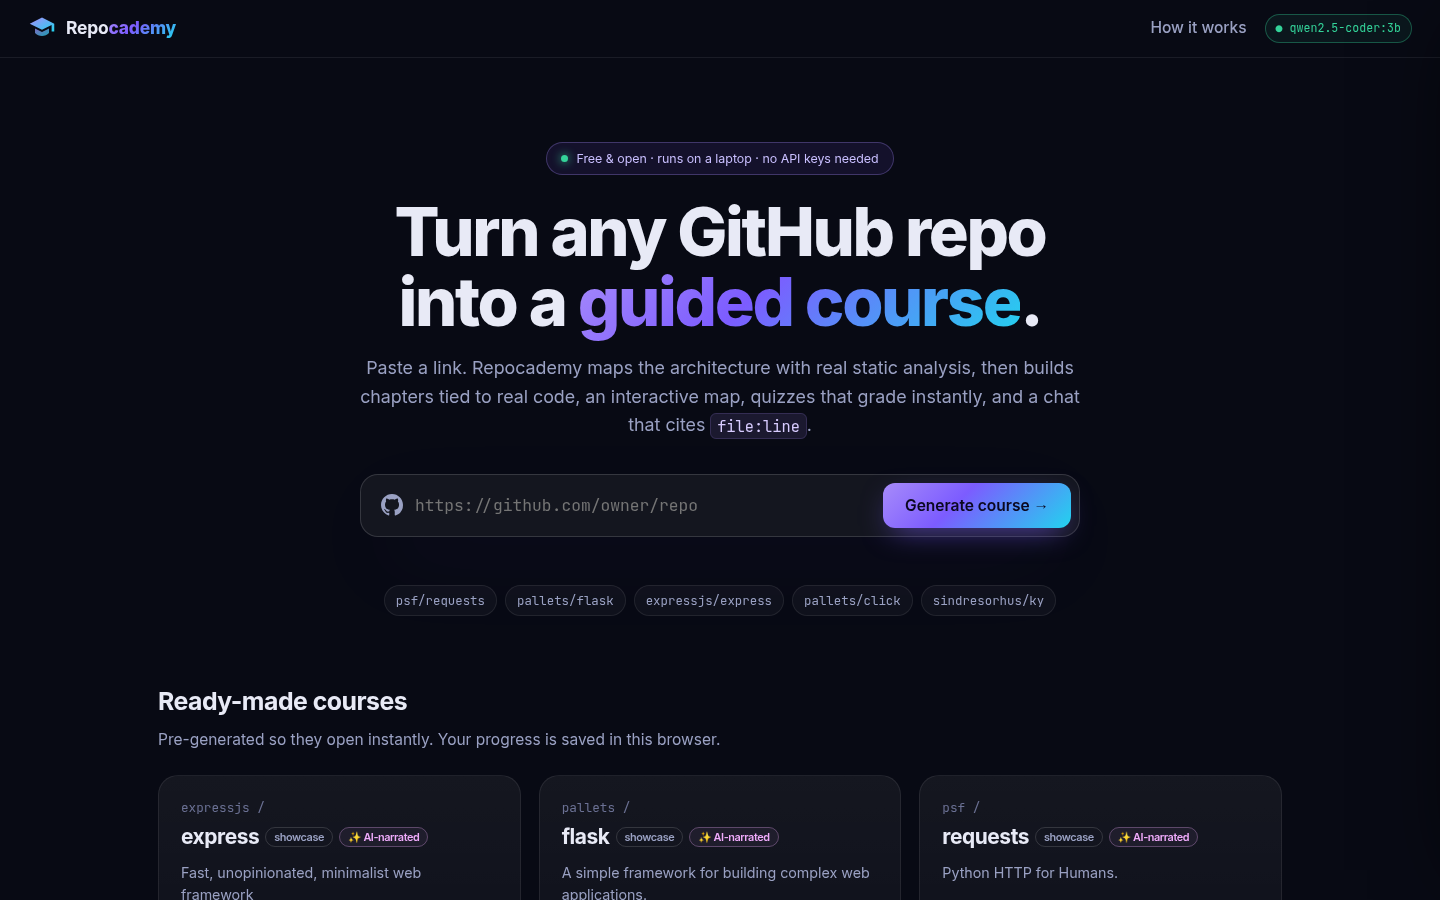 Repocademy
How it works
qwen2.5-coder:3b
Free & open · runs on a laptop · no API keys needed
Turn any GitHub repo
into a guided course.
Paste a link. Repocademy maps the architecture with real static analysis, then builds
chapters tied to real code, an interactive map, quizzes that grade instantly, and a chat
that cites file:line.
https://github.com/owner/repo
Generate course →
psf/requests
pallets/flask
expressjs/express
pallets/click
sindresorhus/ky
Ready-made courses
Pre-generated so they open instantly. Your progress is saved in this browser.
expressjs /
express showcase ✨ AI-narrated
Fast, unopinionated, minimalist web
framework
pallets /
flask showcase ✨ AI-narrated
A simple framework for building complex web
applications.
psf /
requests showcase ✨ AI-narrated
Python HTTP for Humans.